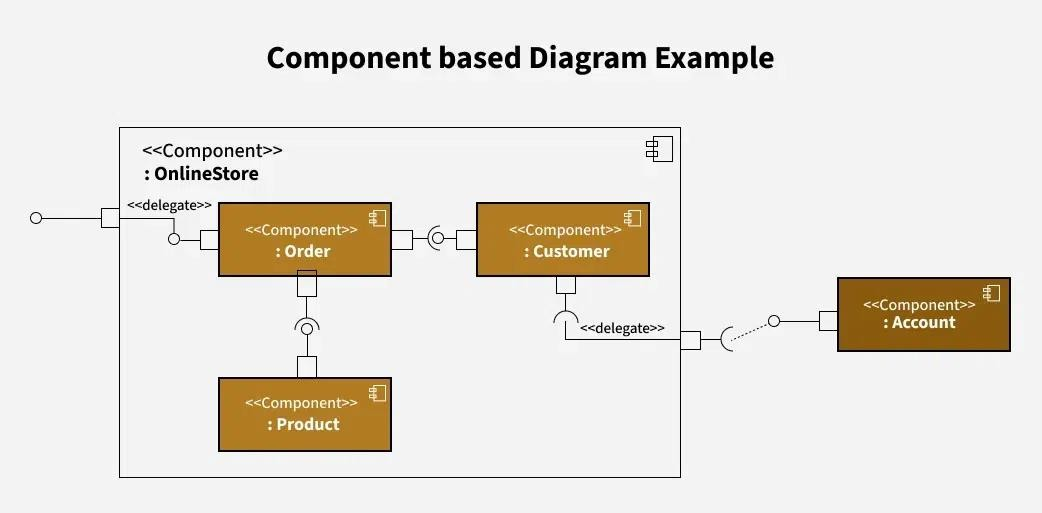 Component based Diagram Example
<<Component>>
: OnlineStore
<<delegate>>
<<Component>>
: Order
<<Component>>
: Customer
<<Component>>
: Account
<<delegate>>
<<Component>>
: Product